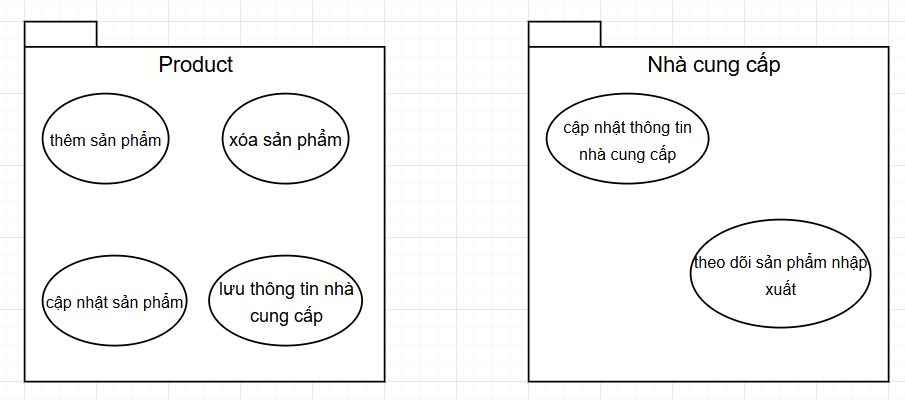 Product
thêm sản phẩm
xóa sản phẩm
cập nhật sản phẩm
lưu thông tin nhà
cung cấp
Nhà cung cấp
cập nhật thông tin
nhà cung cấp
theo dõi sản phẩm nhập
xuất